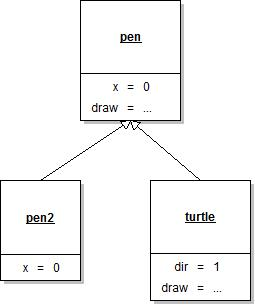 pen
x = 0
draw = ...
pen2
x = 0
turtle
dir = 1
draw = ...